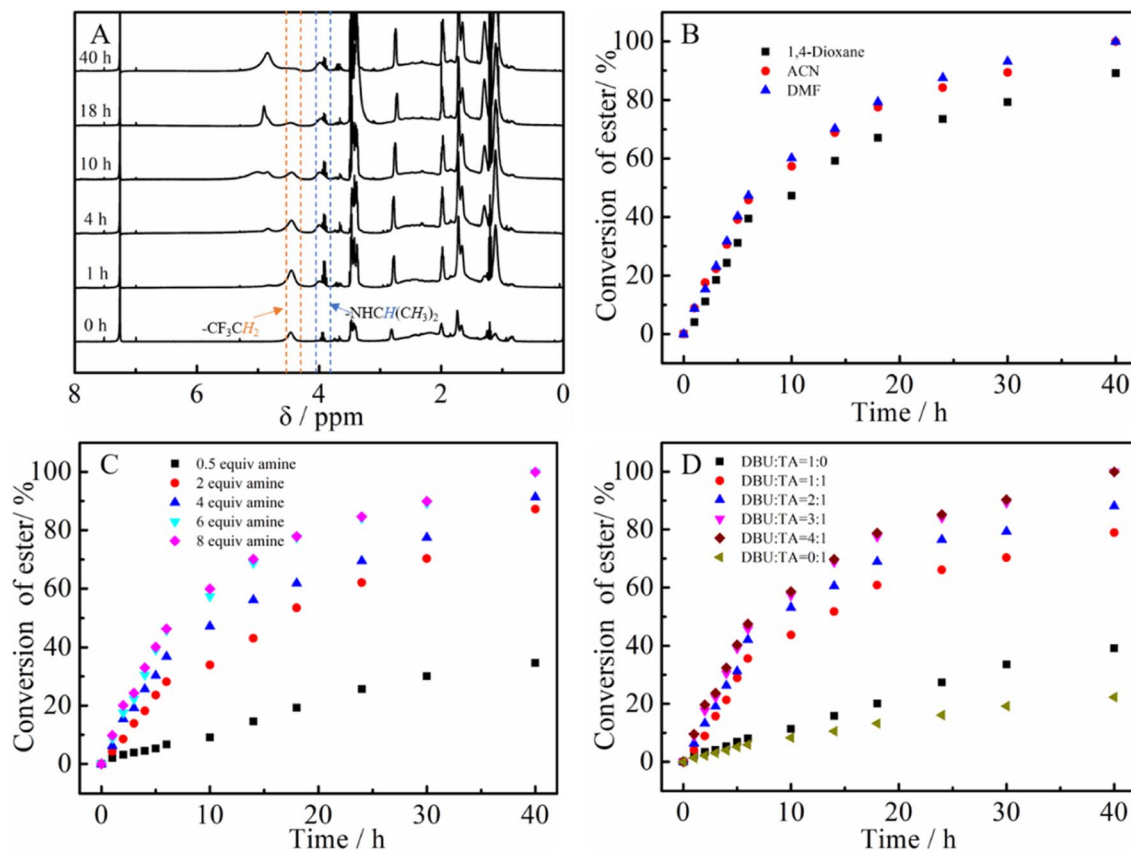 A
40 h
18 h
10 h
4 h
1 h
0 h
-CF₃CH₂
-NHCH(CH₃)₂
8 6 4 2 0
δ / ppm
B
1,4-Dioxane
ACN
DMF
Conversion of ester/ %
100
80
60
40
20
0
0 10 20 30 40
Time / h
C
0.5 equiv amine
2 equiv amine
4 equiv amine
6 equiv amine
8 equiv amine
Conversion of ester/ %
100
80
60
40
20
0
0 10 20 30 40
Time / h
D
DBU:TA=1:0
DBU:TA=1:1
DBU:TA=2:1
DBU:TA=3:1
DBU:TA=4:1
DBU:TA=0:1
Conversion of ester/ %
100
80
60
40
20
0
0 10 20 30 40
Time / h